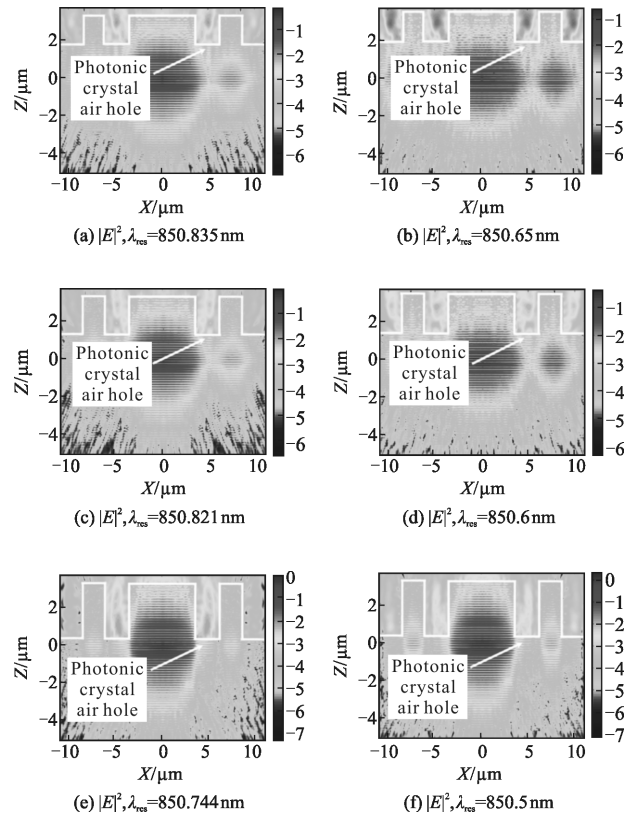 2
0
−2
−4
Z/μm
Photonic
crystal
air hole
−1
−2
−3
−4
−5
−6
−10 −5 0 5 10
X/μm
(a) |E|², λres=850.835 nm
2
0
−2
−4
Z/μm
Photonic
crystal
air hole
−1
−2
−3
−4
−5
−6
−10 −5 0 5 10
X/μm
(b) |E|², λres=850.65 nm
2
0
−2
−4
Z/μm
Photonic
crystal
air hole
−1
−2
−3
−4
−5
−6
−10 −5 0 5 10
X/μm
(c) |E|², λres=850.821 nm
2
0
−2
−4
Z/μm
Photonic
crystal
air hole
−1
−2
−3
−4
−5
−6
−10 −5 0 5 10
X/μm
(d) |E|², λres=850.6 nm
2
0
−2
−4
Z/μm
Photonic
crystal
air hole
0
−1
−2
−3
−4
−5
−6
−7
−10 −5 0 5 10
X/μm
(e) |E|², λres=850.744 nm
2
0
−2
−4
Z/μm
Photonic
crystal
air hole
0
−1
−2
−3
−4
−5
−6
−7
−10 −5 0 5 10
X/μm
(f) |E|², λres=850.5 nm